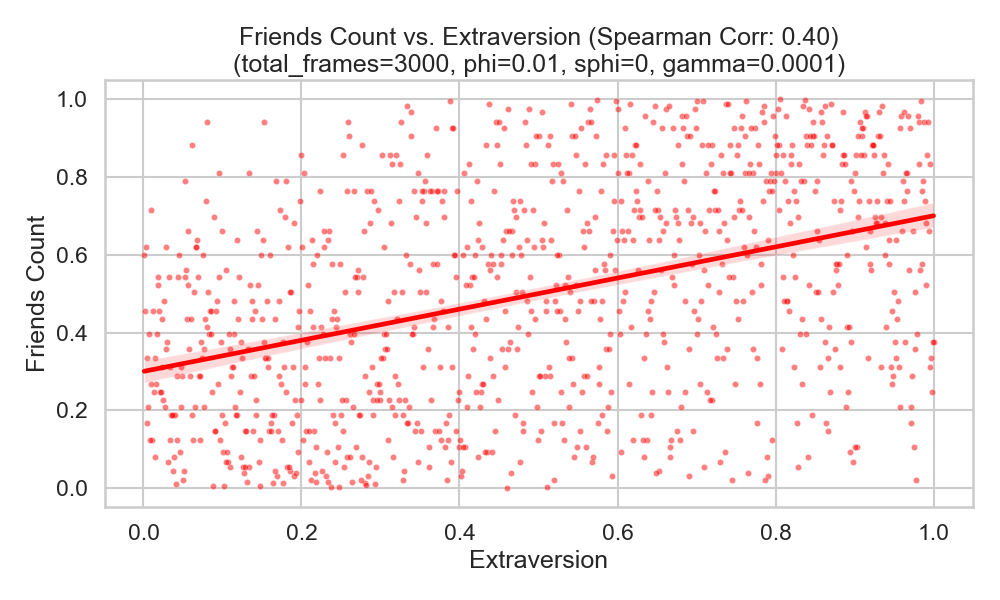 Friends Count vs. Extraversion (Spearman Corr: 0.40)
(total_frames=3000, phi=0.01, sphi=0, gamma=0.0001)
Friends Count
1.0
0.8
0.6
0.4
0.2
0.0
0.0 0.2 0.4 0.6 0.8 1.0
Extraversion